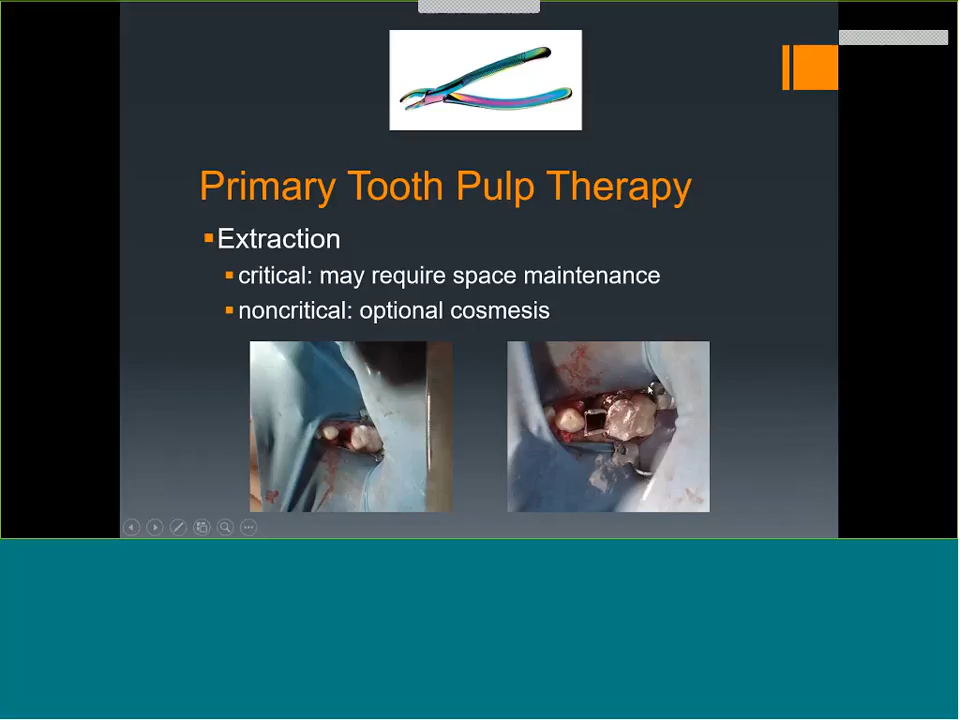 Primary Tooth Pulp Therapy
Extraction
critical: may require space maintenance
noncritical: optional cosmesis